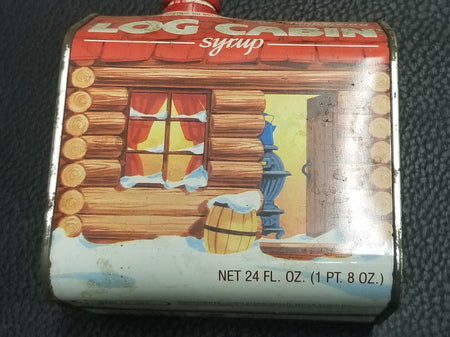 LOG CABIN
syrup
NET 24 FL. OZ. (1 PT. 8 OZ.)